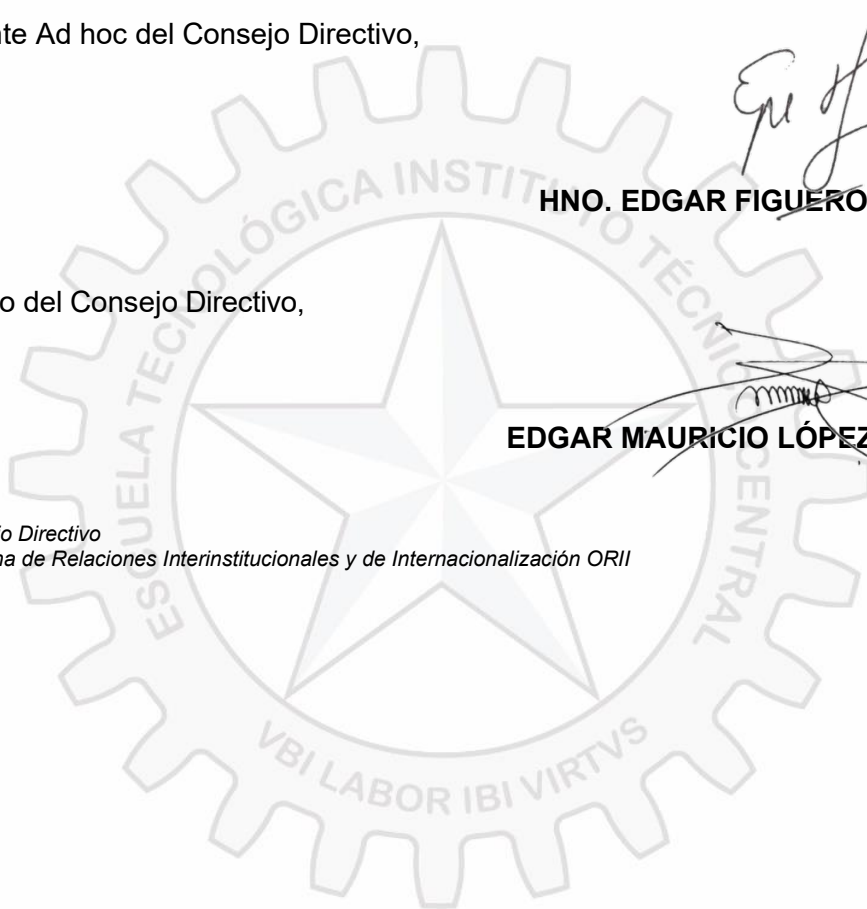 nte Ad hoc del Consejo Directivo,
HNO. EDGAR FIGUERO
o del Consejo Directivo,
EDGAR MAURICIO LÓPEZ
o Directivo
na de Relaciones Interinstitucionales y de Internacionalización ORII
ESCUELA TECNOLÓGICA INSTITUTO TÉCNICO CENTRAL
VBI LABOR IBI VIRTVS